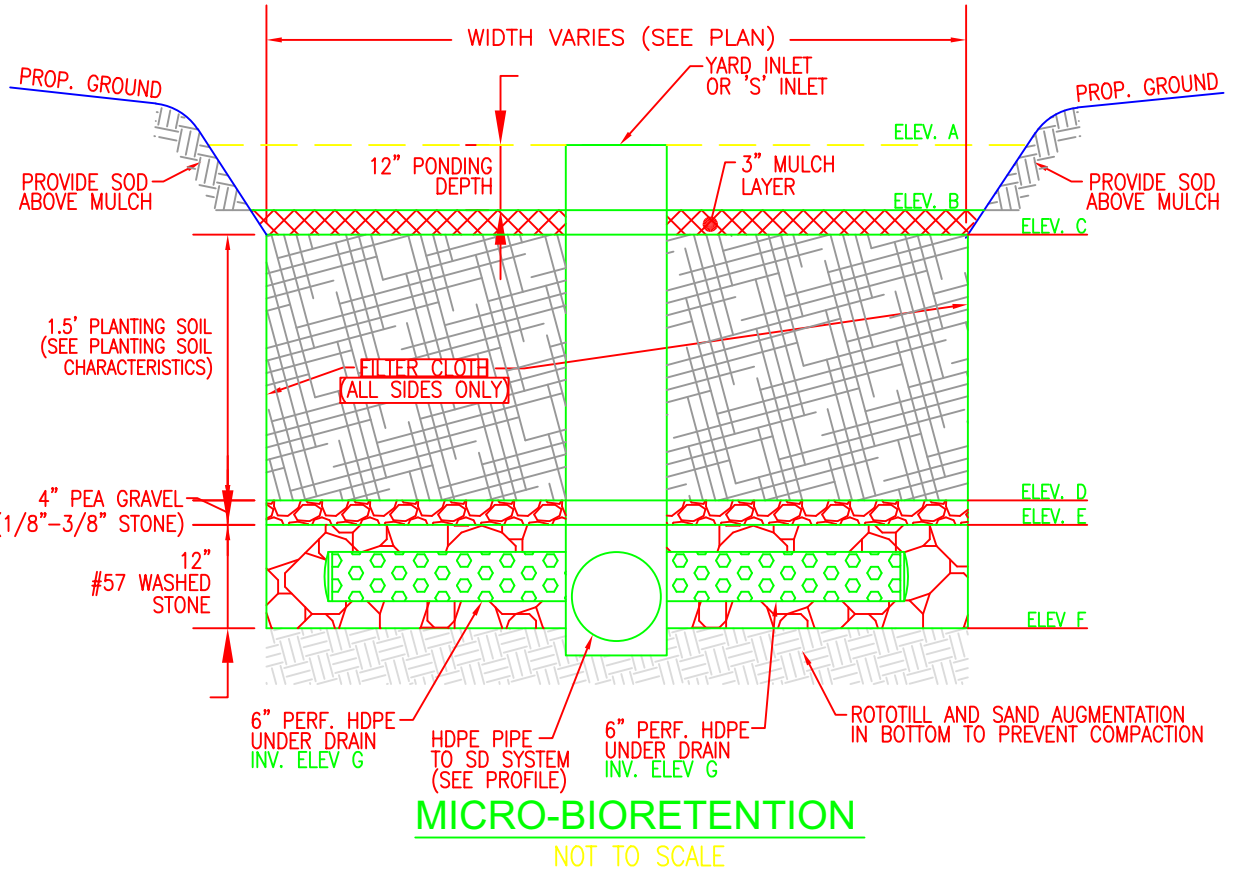 WIDTH VARIES (SEE PLAN)
PROP. GROUND
YARD INLET
OR 'S' INLET
PROP. GROUND
ELEV. A
12" PONDING
DEPTH
3" MULCH
LAYER
PROVIDE SOD
ABOVE MULCH
PROVIDE SOD
ABOVE MULCH
ELEV. B
ELEV. C
1.5' PLANTING SOIL
(SEE PLANTING SOIL
CHARACTERISTICS)
FILTER CLOTH
(ALL SIDES ONLY)
4" PEA GRAVEL
(1/8"-3/8" STONE)
ELEV. D
ELEV. E
12"
#57 WASHED
STONE
ELEV F
6" PERF. HDPE
UNDER DRAIN
INV. ELEV G
HDPE PIPE
TO SD SYSTEM
(SEE PROFILE)
6" PERF. HDPE
UNDER DRAIN
INV. ELEV G
ROTOTILL AND SAND AUGMENTATION
IN BOTTOM TO PREVENT COMPACTION
MICRO-BIORETENTION
NOT TO SCALE